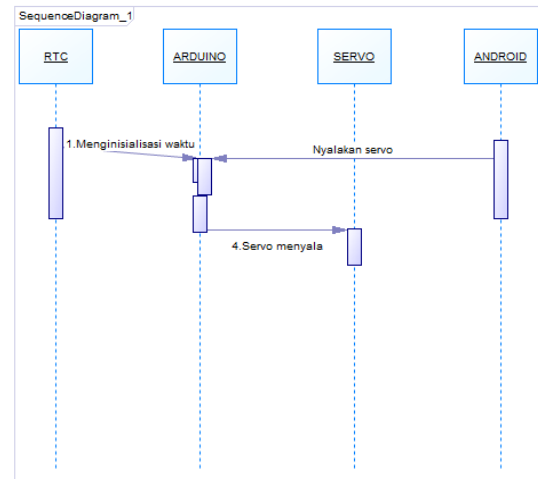 SequenceDiagram_1
RTC
ARDUINO
SERVO
ANDROID
1.Menginisialisasi waktu
Nyalakan servo
4.Servo menyala